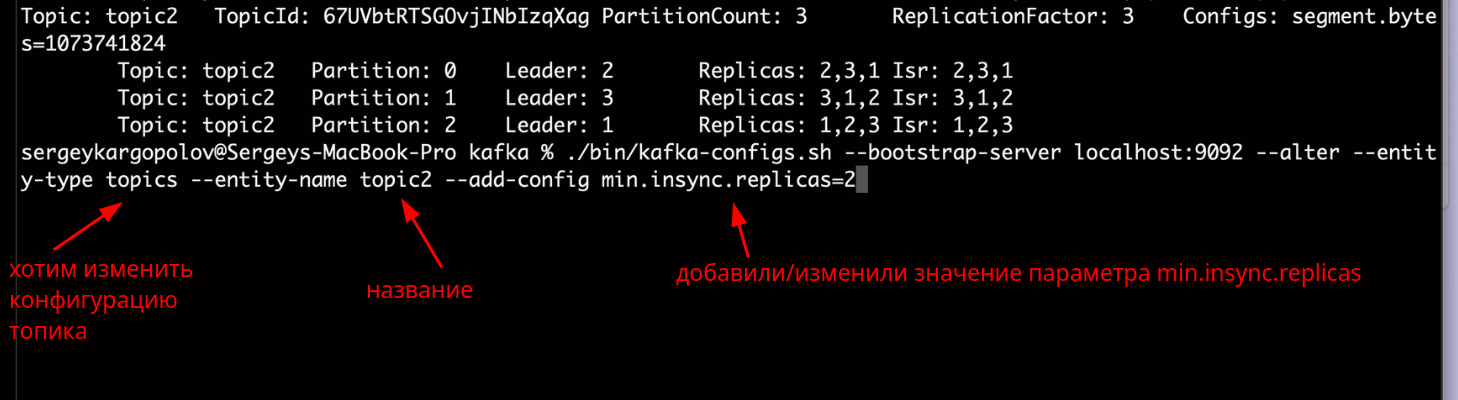 Topic: topic2   TopicId: 67UVbtRTSGOvjINbIzqXag PartitionCount: 3       ReplicationFactor: 3    Configs: segment.byte
s=1073741824
        Topic: topic2   Partition: 0    Leader: 2       Replicas: 2,3,1 Isr: 2,3,1
        Topic: topic2   Partition: 1    Leader: 3       Replicas: 3,1,2 Isr: 3,1,2
        Topic: topic2   Partition: 2    Leader: 1       Replicas: 1,2,3 Isr: 1,2,3
sergeykargopolov@Sergeys-MacBook-Pro kafka % ./bin/kafka-configs.sh --bootstrap-server localhost:9092 --alter --entit
y-type topics --entity-name topic2 --add-config min.insync.replicas=2
хотим изменить
конфигурацию
топика
название
добавили/изменили значение параметра min.insync.replicas